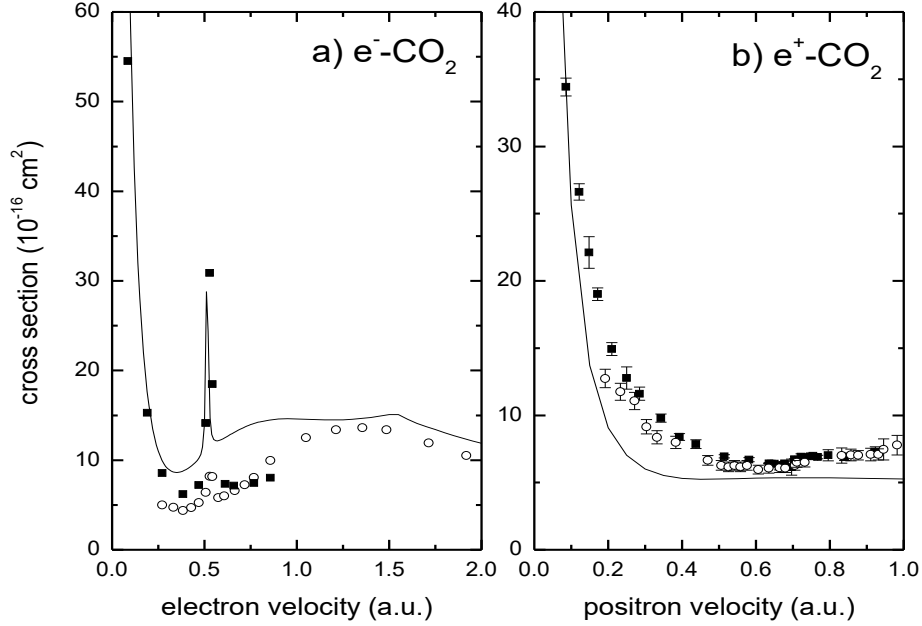 a) e⁻-CO₂
b) e⁺-CO₂
cross section (10⁻¹⁶ cm²)
60
50
40
30
20
10
0
0.0 0.5 1.0 1.5 2.0
electron velocity (a.u.)
40
30
20
10
0
0.0 0.2 0.4 0.6 0.8 1.0
positron velocity (a.u.)